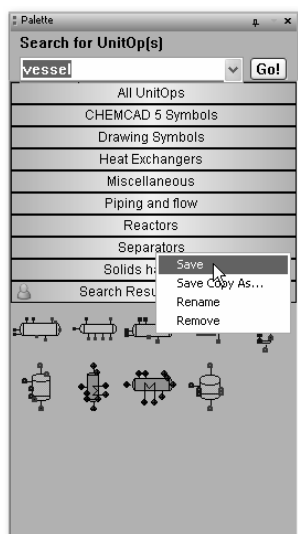 Palette
Search for UnitOp(s)
vessel
Go!
All UnitOps
CHEMCAD 5 Symbols
Drawing Symbols
Heat Exchangers
Miscellaneous
Piping and flow
Reactors
Separators
Solids h
Search Resu
Save
Save Copy As...
Rename
Remove